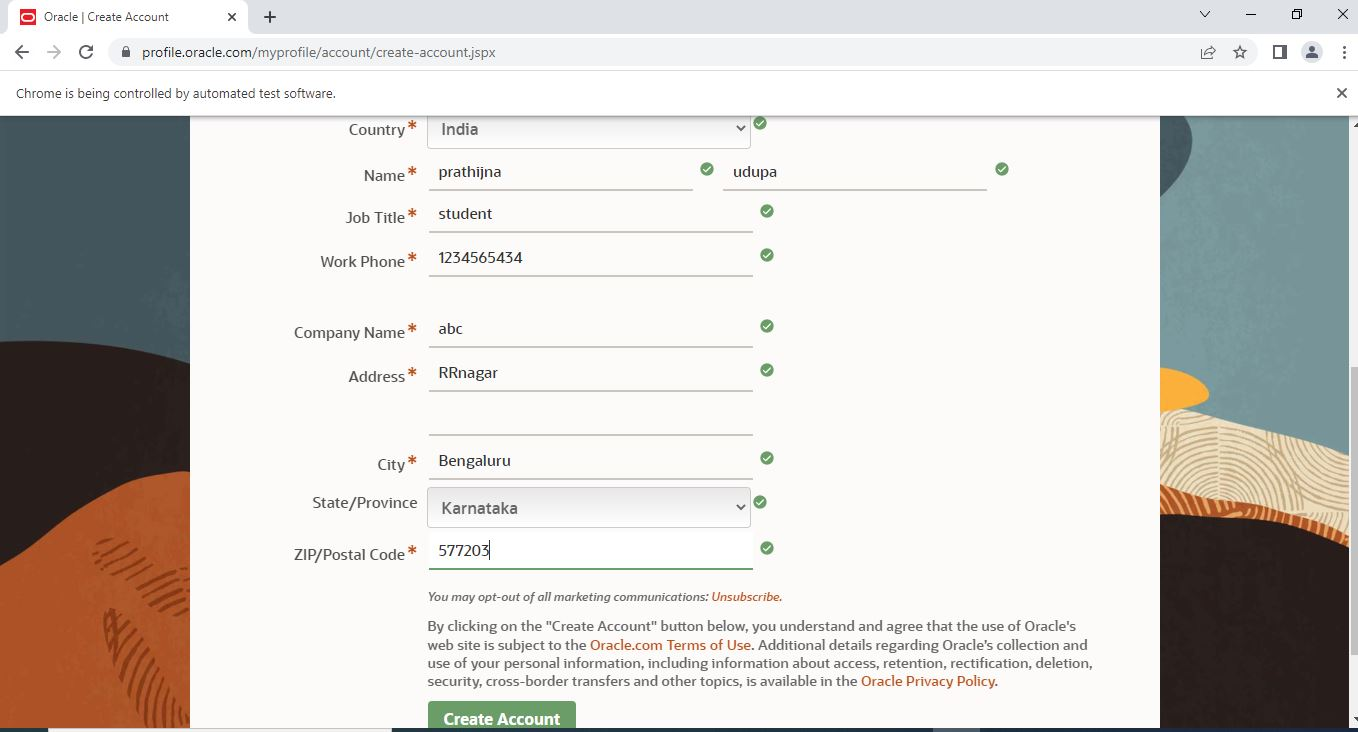 Oracle | Create Account
profile.oracle.com/myprofile/account/create-account.jspx
Chrome is being controlled by automated test software.
Country* India
Name* prathijna udupa
Job Title* student
Work Phone* 1234565434
Company Name* abc
Address* RRnagar
City* Bengaluru
State/Province Karnataka
ZIP/Postal Code* 577203
You may opt-out of all marketing communications: Unsubscribe.
By clicking on the "Create Account" button below, you understand and agree that the use of Oracle's
web site is subject to the Oracle.com Terms of Use. Additional details regarding Oracle's collection and
use of your personal information, including information about access, retention, rectification, deletion,
security, cross-border transfers and other topics, is available in the Oracle Privacy Policy.
Create Account